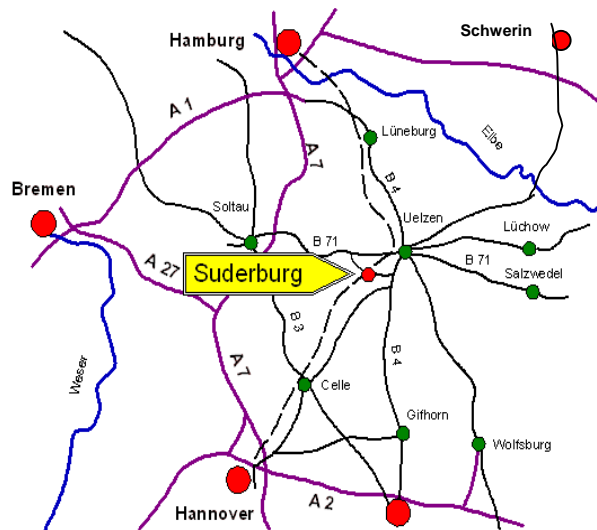 Schwerin
Hamburg
A 1
Lüneburg
Elbe
A 7
B 4
Bremen
Soltau
Uelzen
Lüchow
B 71
B 71
A 27
Suderburg
Salzwedel
B 3
B 4
Weser
A 7
Celle
Gifhorn
Wolfsburg
A 2
Hannover